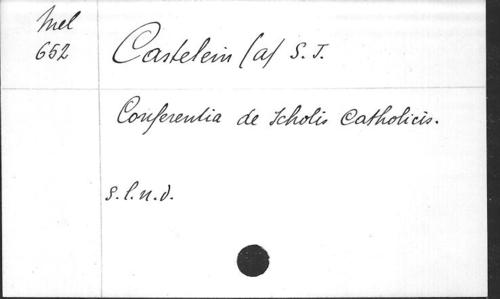 Mel
652
Castelein (a) S. J.
Conferentia de Scholis Catholicis.
s.l.n.d.